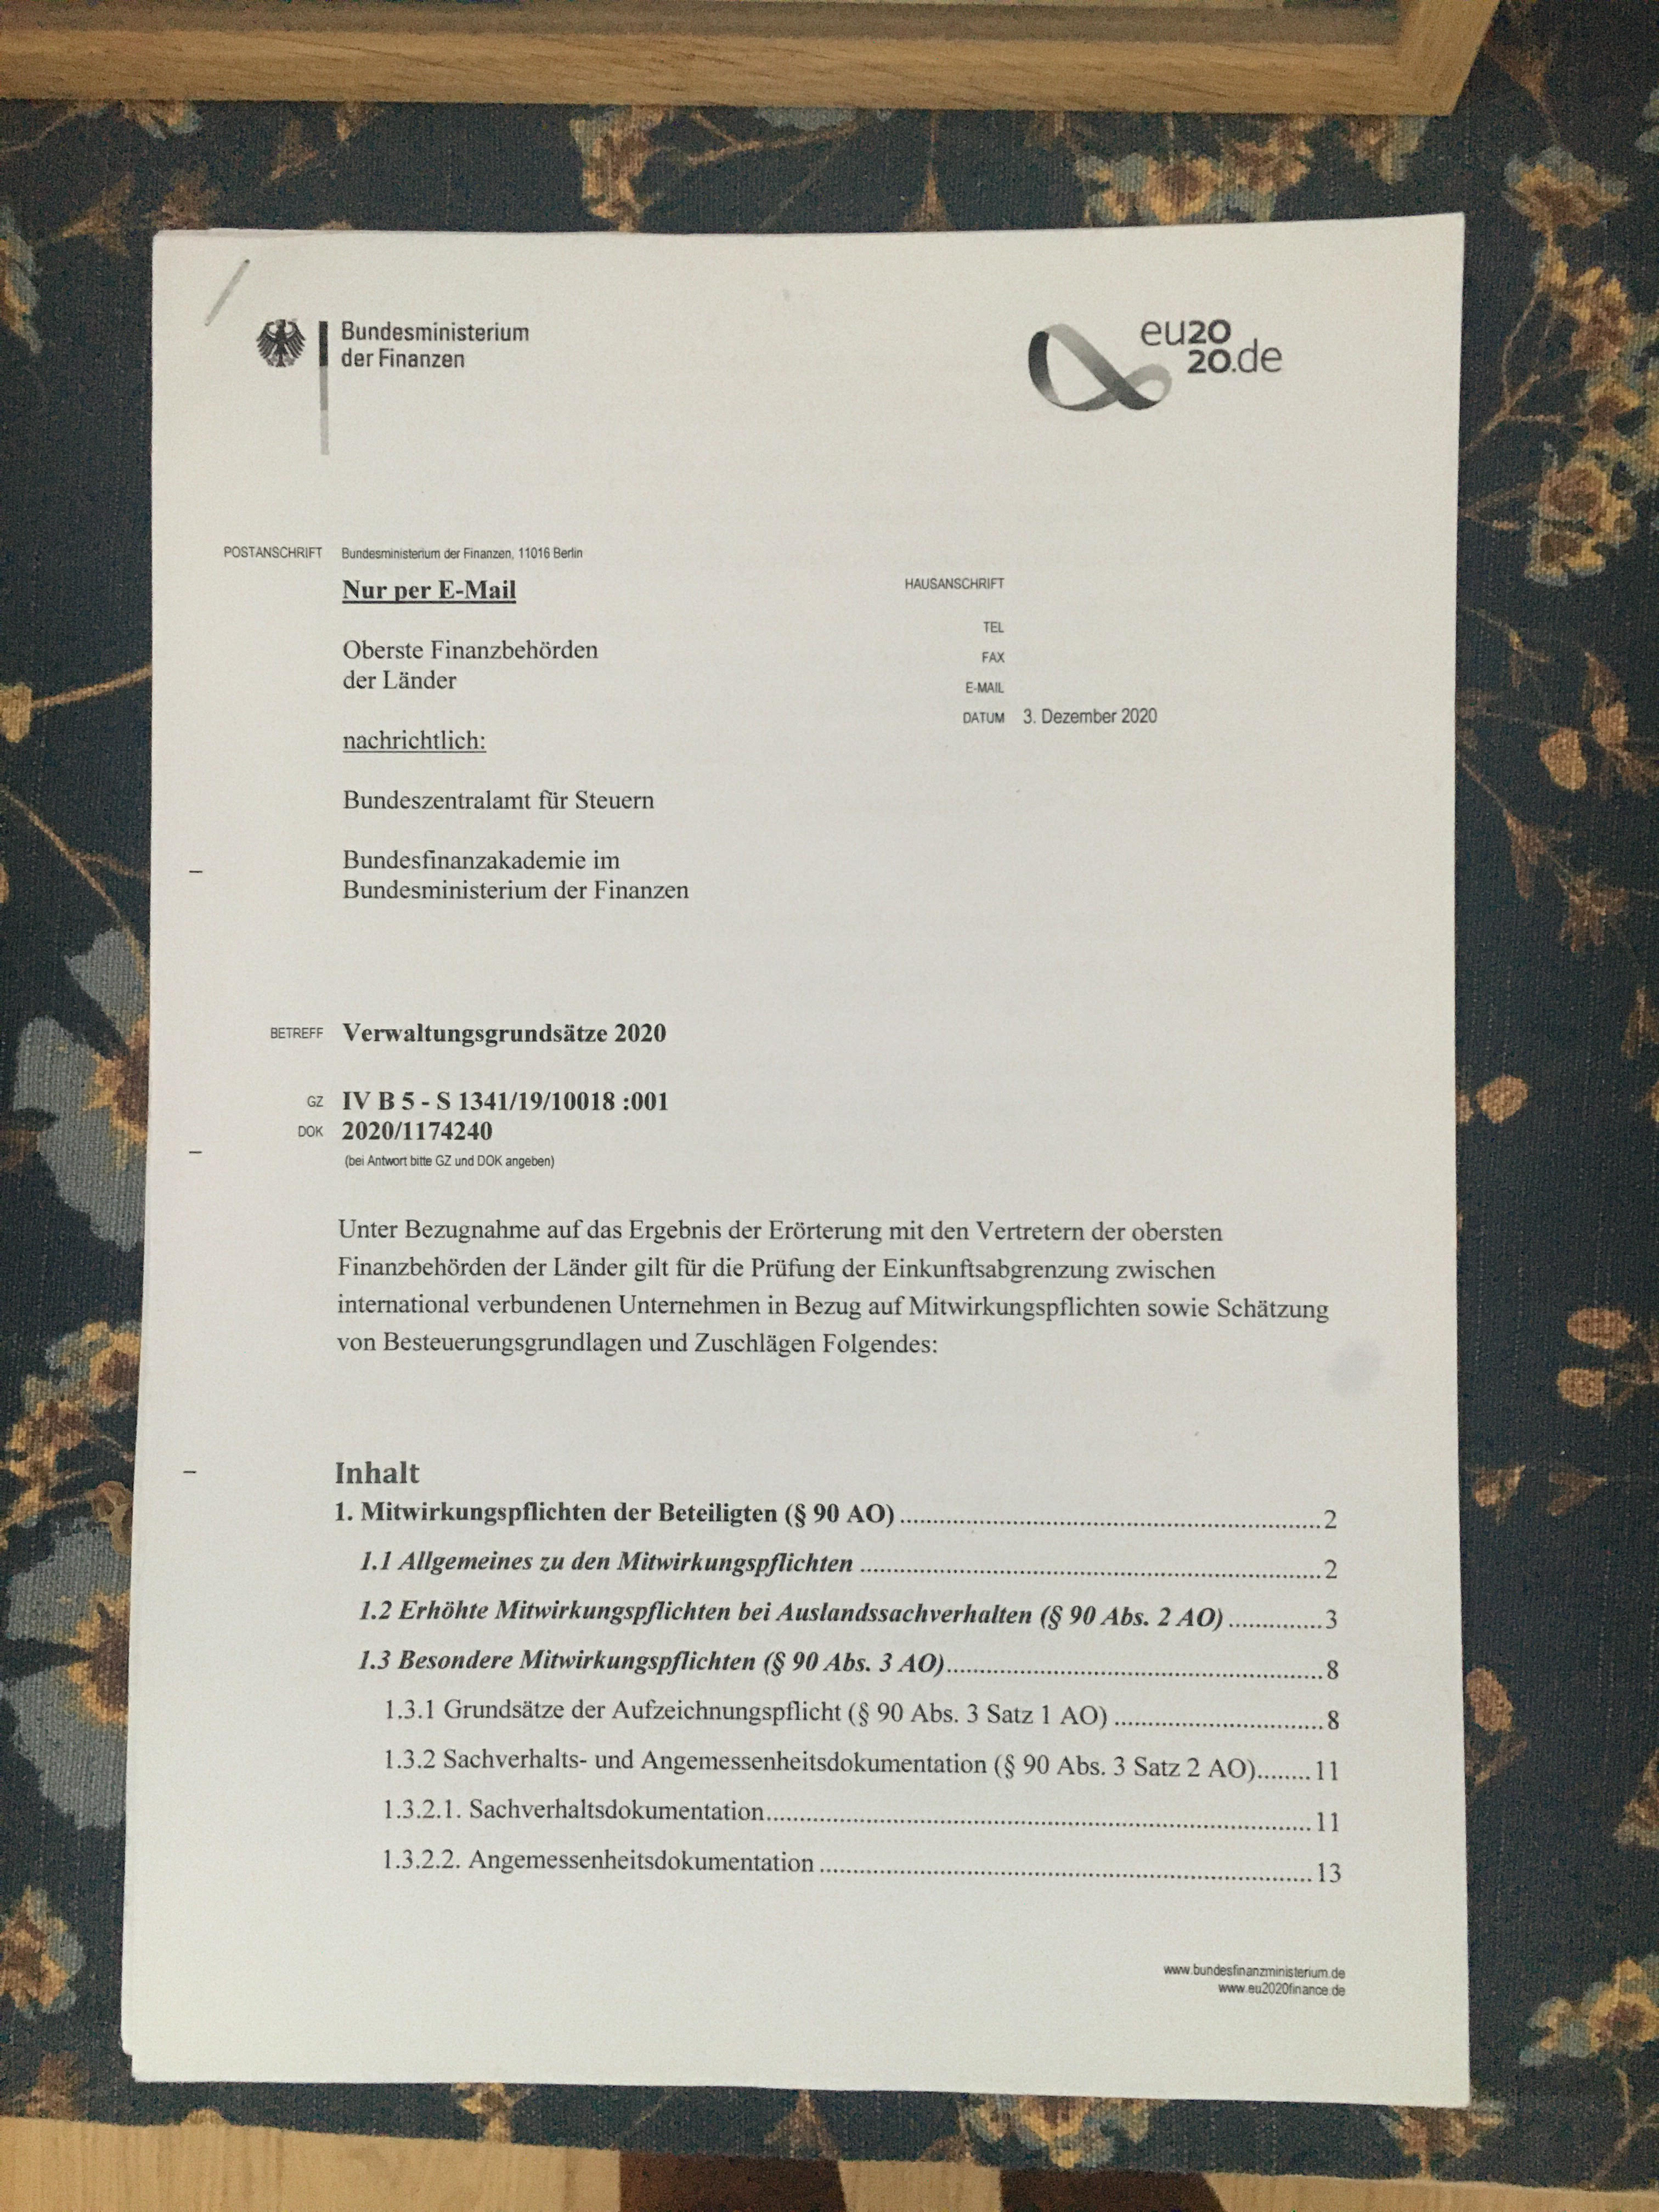 Bundesministerium
der Finanzen
eu20
20.de
POSTANSCHRIFT Bundesministerium der Finanzen, 11016 Berlin
Nur per E-Mail
Oberste Finanzbehörden
der Länder
nachrichtlich:
Bundeszentralamt für Steuern
Bundesfinanzakademie im
Bundesministerium der Finanzen
HAUSANSCHRIFT
TEL
FAX
E-MAIL
DATUM 3. Dezember 2020
BETREFF Verwaltungsgrundsätze 2020
GZ IV B 5 - S 1341/19/10018 :001
DOK 2020/1174240
(bei Antwort bitte GZ und DOK angeben)
Unter Bezugnahme auf das Ergebnis der Erörterung mit den Vertretern der obersten
Finanzbehörden der Länder gilt für die Prüfung der Einkunftsabgrenzung zwischen
international verbundenen Unternehmen in Bezug auf Mitwirkungspflichten sowie Schätzung
von Besteuerungsgrundlagen und Zuschlägen Folgendes:
Inhalt
1. Mitwirkungspflichten der Beteiligten (§ 90 AO) 2
1.1 Allgemeines zu den Mitwirkungspflichten 2
1.2 Erhöhte Mitwirkungspflichten bei Auslandssachverhalten (§ 90 Abs. 2 AO) 3
1.3 Besondere Mitwirkungspflichten (§ 90 Abs. 3 AO) 8
1.3.1 Grundsätze der Aufzeichnungspflicht (§ 90 Abs. 3 Satz 1 AO) 8
1.3.2 Sachverhalts- und Angemessenheitsdokumentation (§ 90 Abs. 3 Satz 2 AO) 11
1.3.2.1. Sachverhaltsdokumentation 11
1.3.2.2. Angemessenheitsdokumentation 13
www.bundesfinanzministerium.de
www.eu2020finance.de